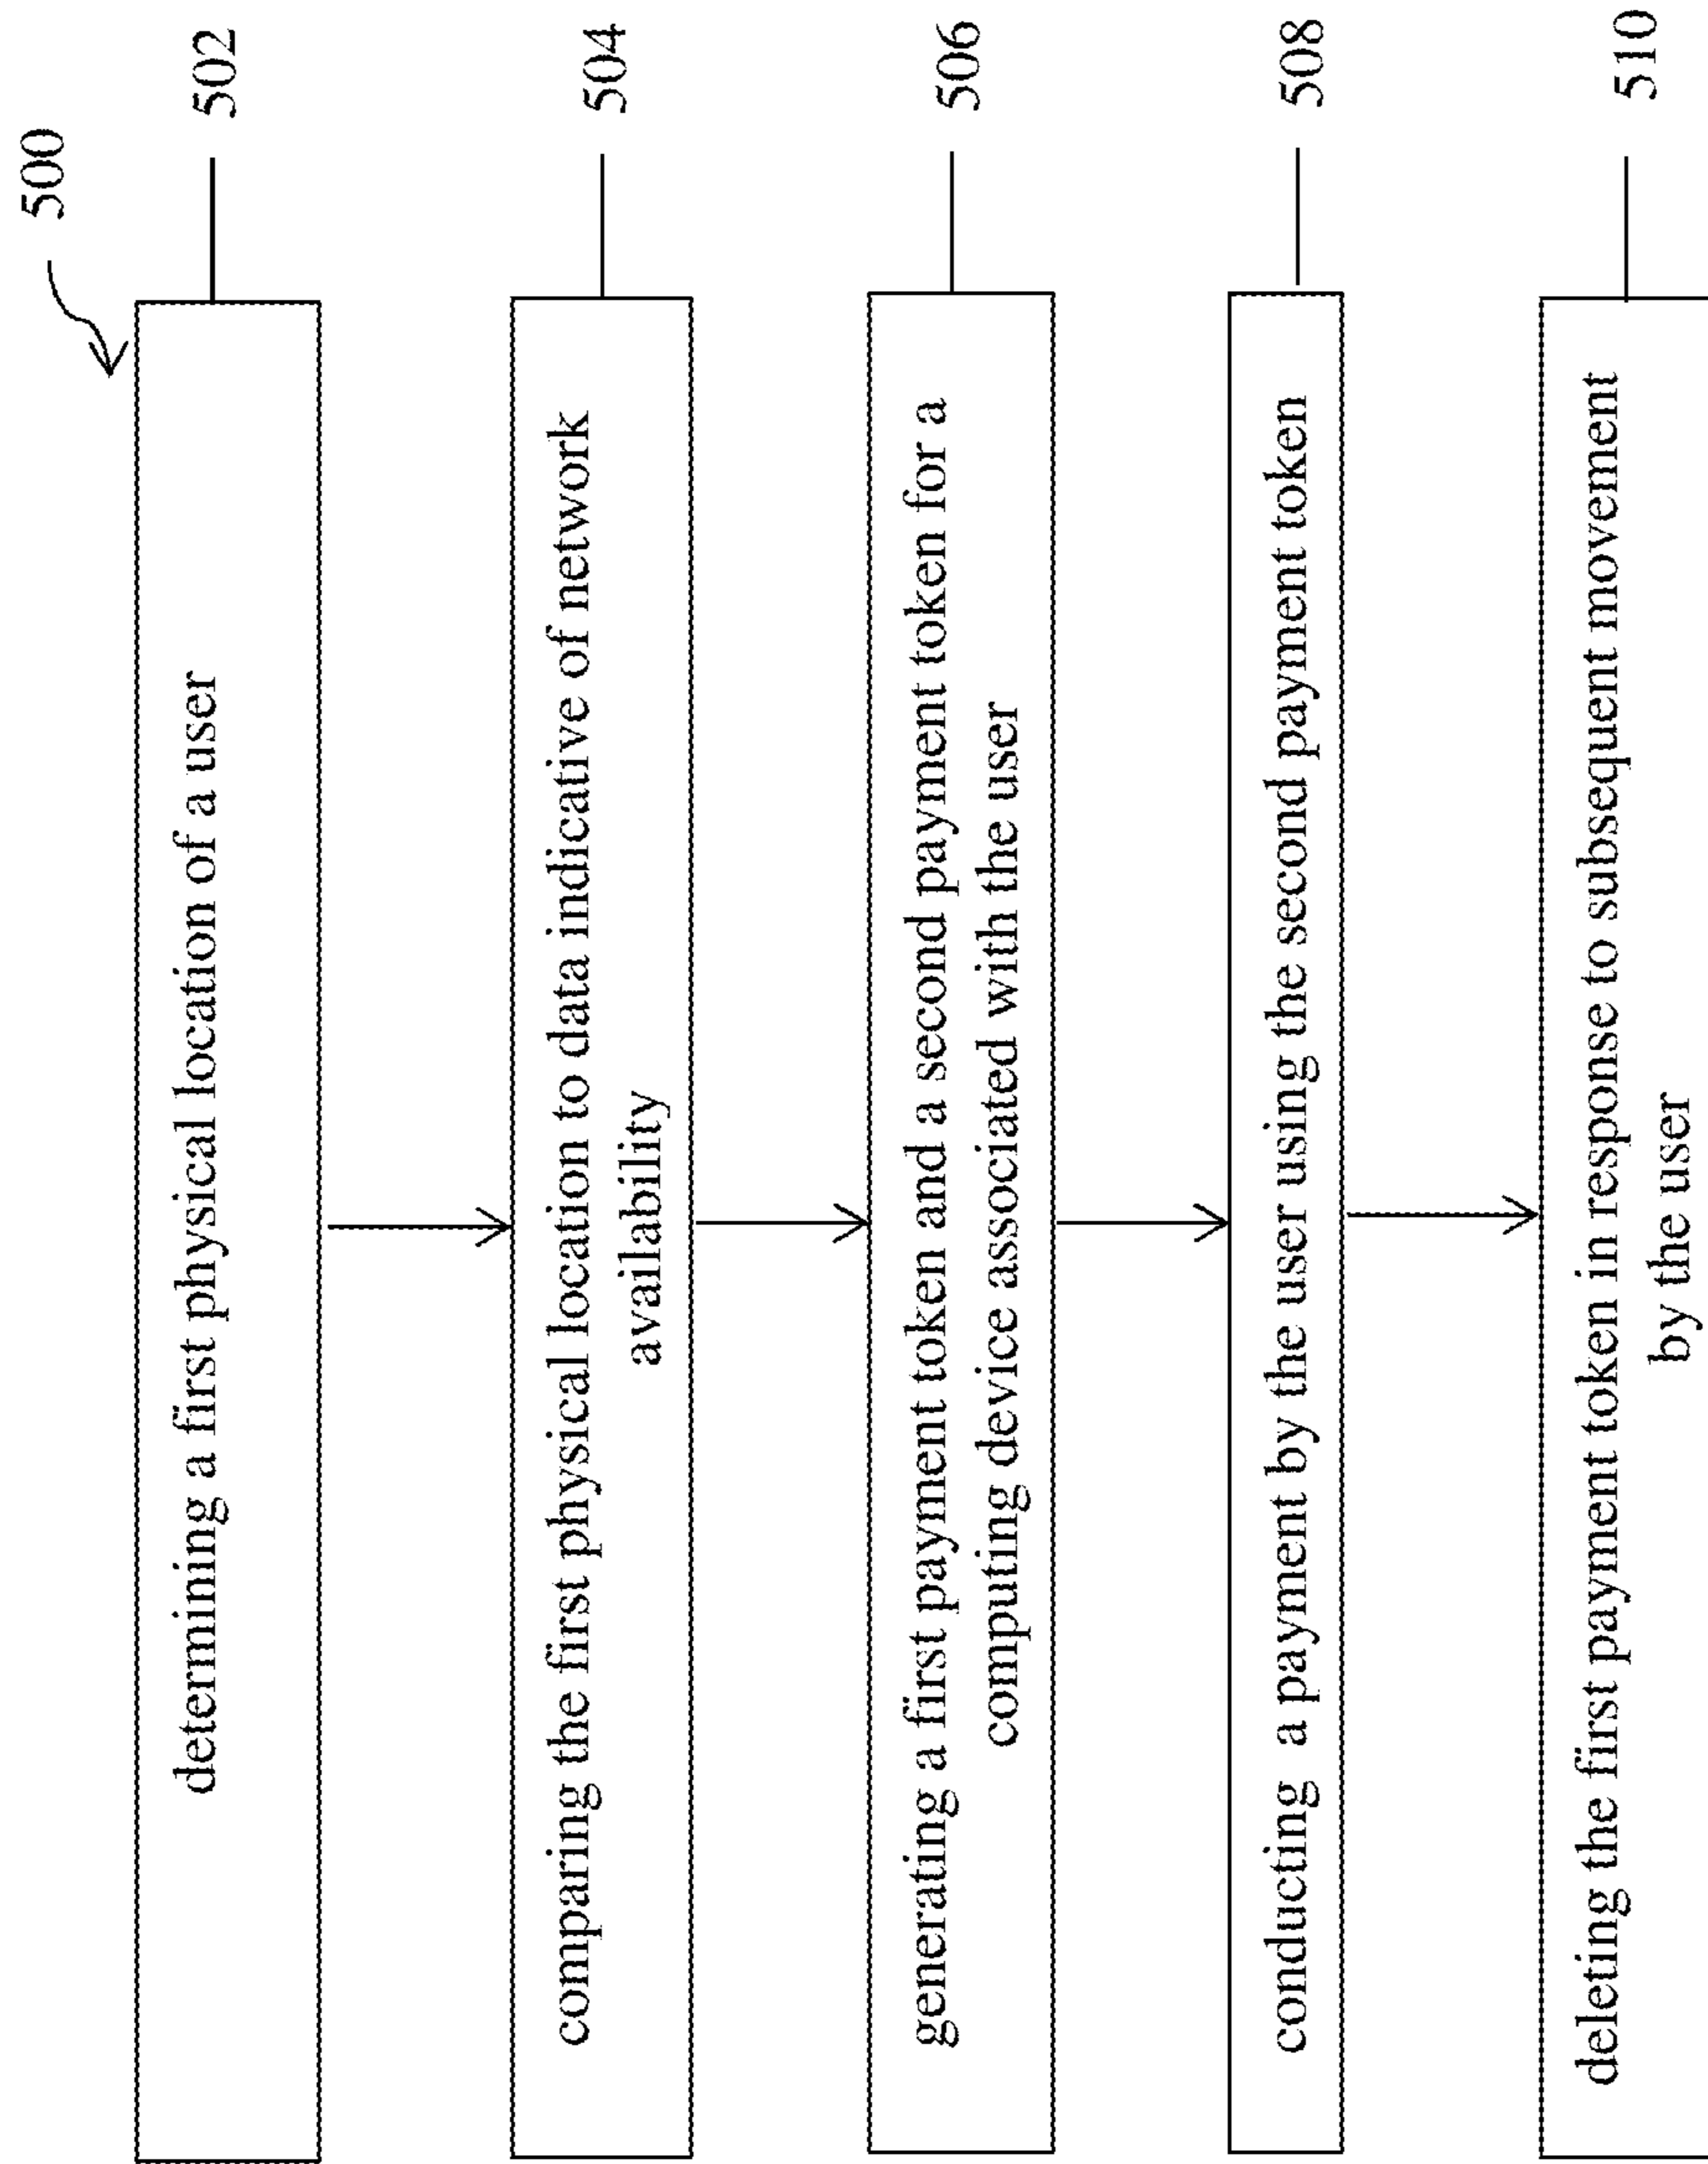 500
determining a first physical location of a user
502
comparing the first physical location to data indicative of network
availability
504
generating a first payment token and a second payment token for a
computing device associated with the user
506
conducting a payment by the user using the second payment token
508
deleting the first payment token in response to subsequent movement
by the user
510